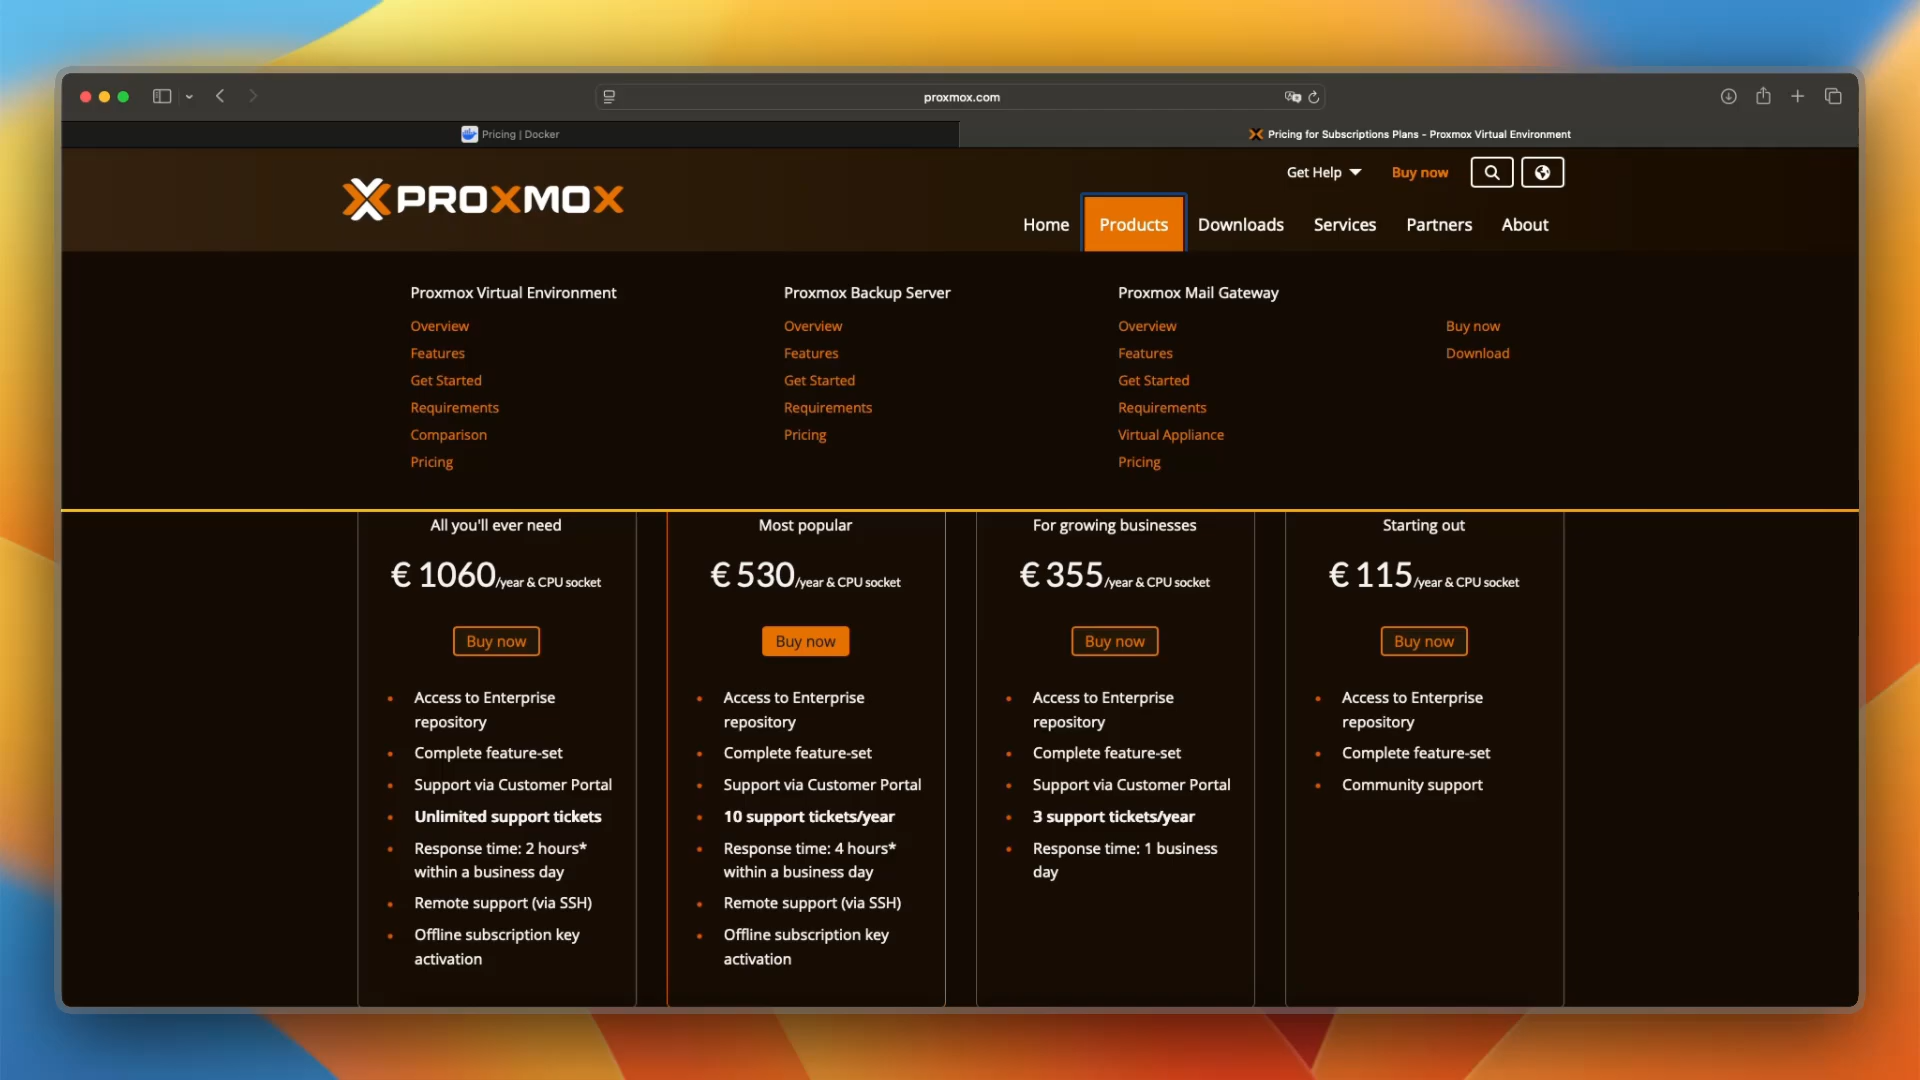 proxmox.com
Pricing | Docker
Pricing for Subscriptions Plans - Proxmox Virtual Environment
Get Help
Buy now
PROXMOX
Home
Products
Downloads
Services
Partners
About
Proxmox Virtual Environment
Overview
Features
Get Started
Requirements
Comparison
Pricing
Proxmox Backup Server
Overview
Features
Get Started
Requirements
Pricing
Proxmox Mail Gateway
Overview
Features
Get Started
Requirements
Virtual Appliance
Pricing
Buy now
Download
All you'll ever need
€ 1060/year & CPU socket
Buy now
Access to Enterprise
repository
Complete feature-set
Support via Customer Portal
Unlimited support tickets
Response time: 2 hours*
within a business day
Remote support (via SSH)
Offline subscription key
activation
Most popular
€ 530/year & CPU socket
Buy now
Access to Enterprise
repository
Complete feature-set
Support via Customer Portal
10 support tickets/year
Response time: 4 hours*
within a business day
Remote support (via SSH)
Offline subscription key
activation
For growing businesses
€ 355/year & CPU socket
Buy now
Access to Enterprise
repository
Complete feature-set
Support via Customer Portal
3 support tickets/year
Response time: 1 business
day
Starting out
€ 115/year & CPU socket
Buy now
Access to Enterprise
repository
Complete feature-set
Community support